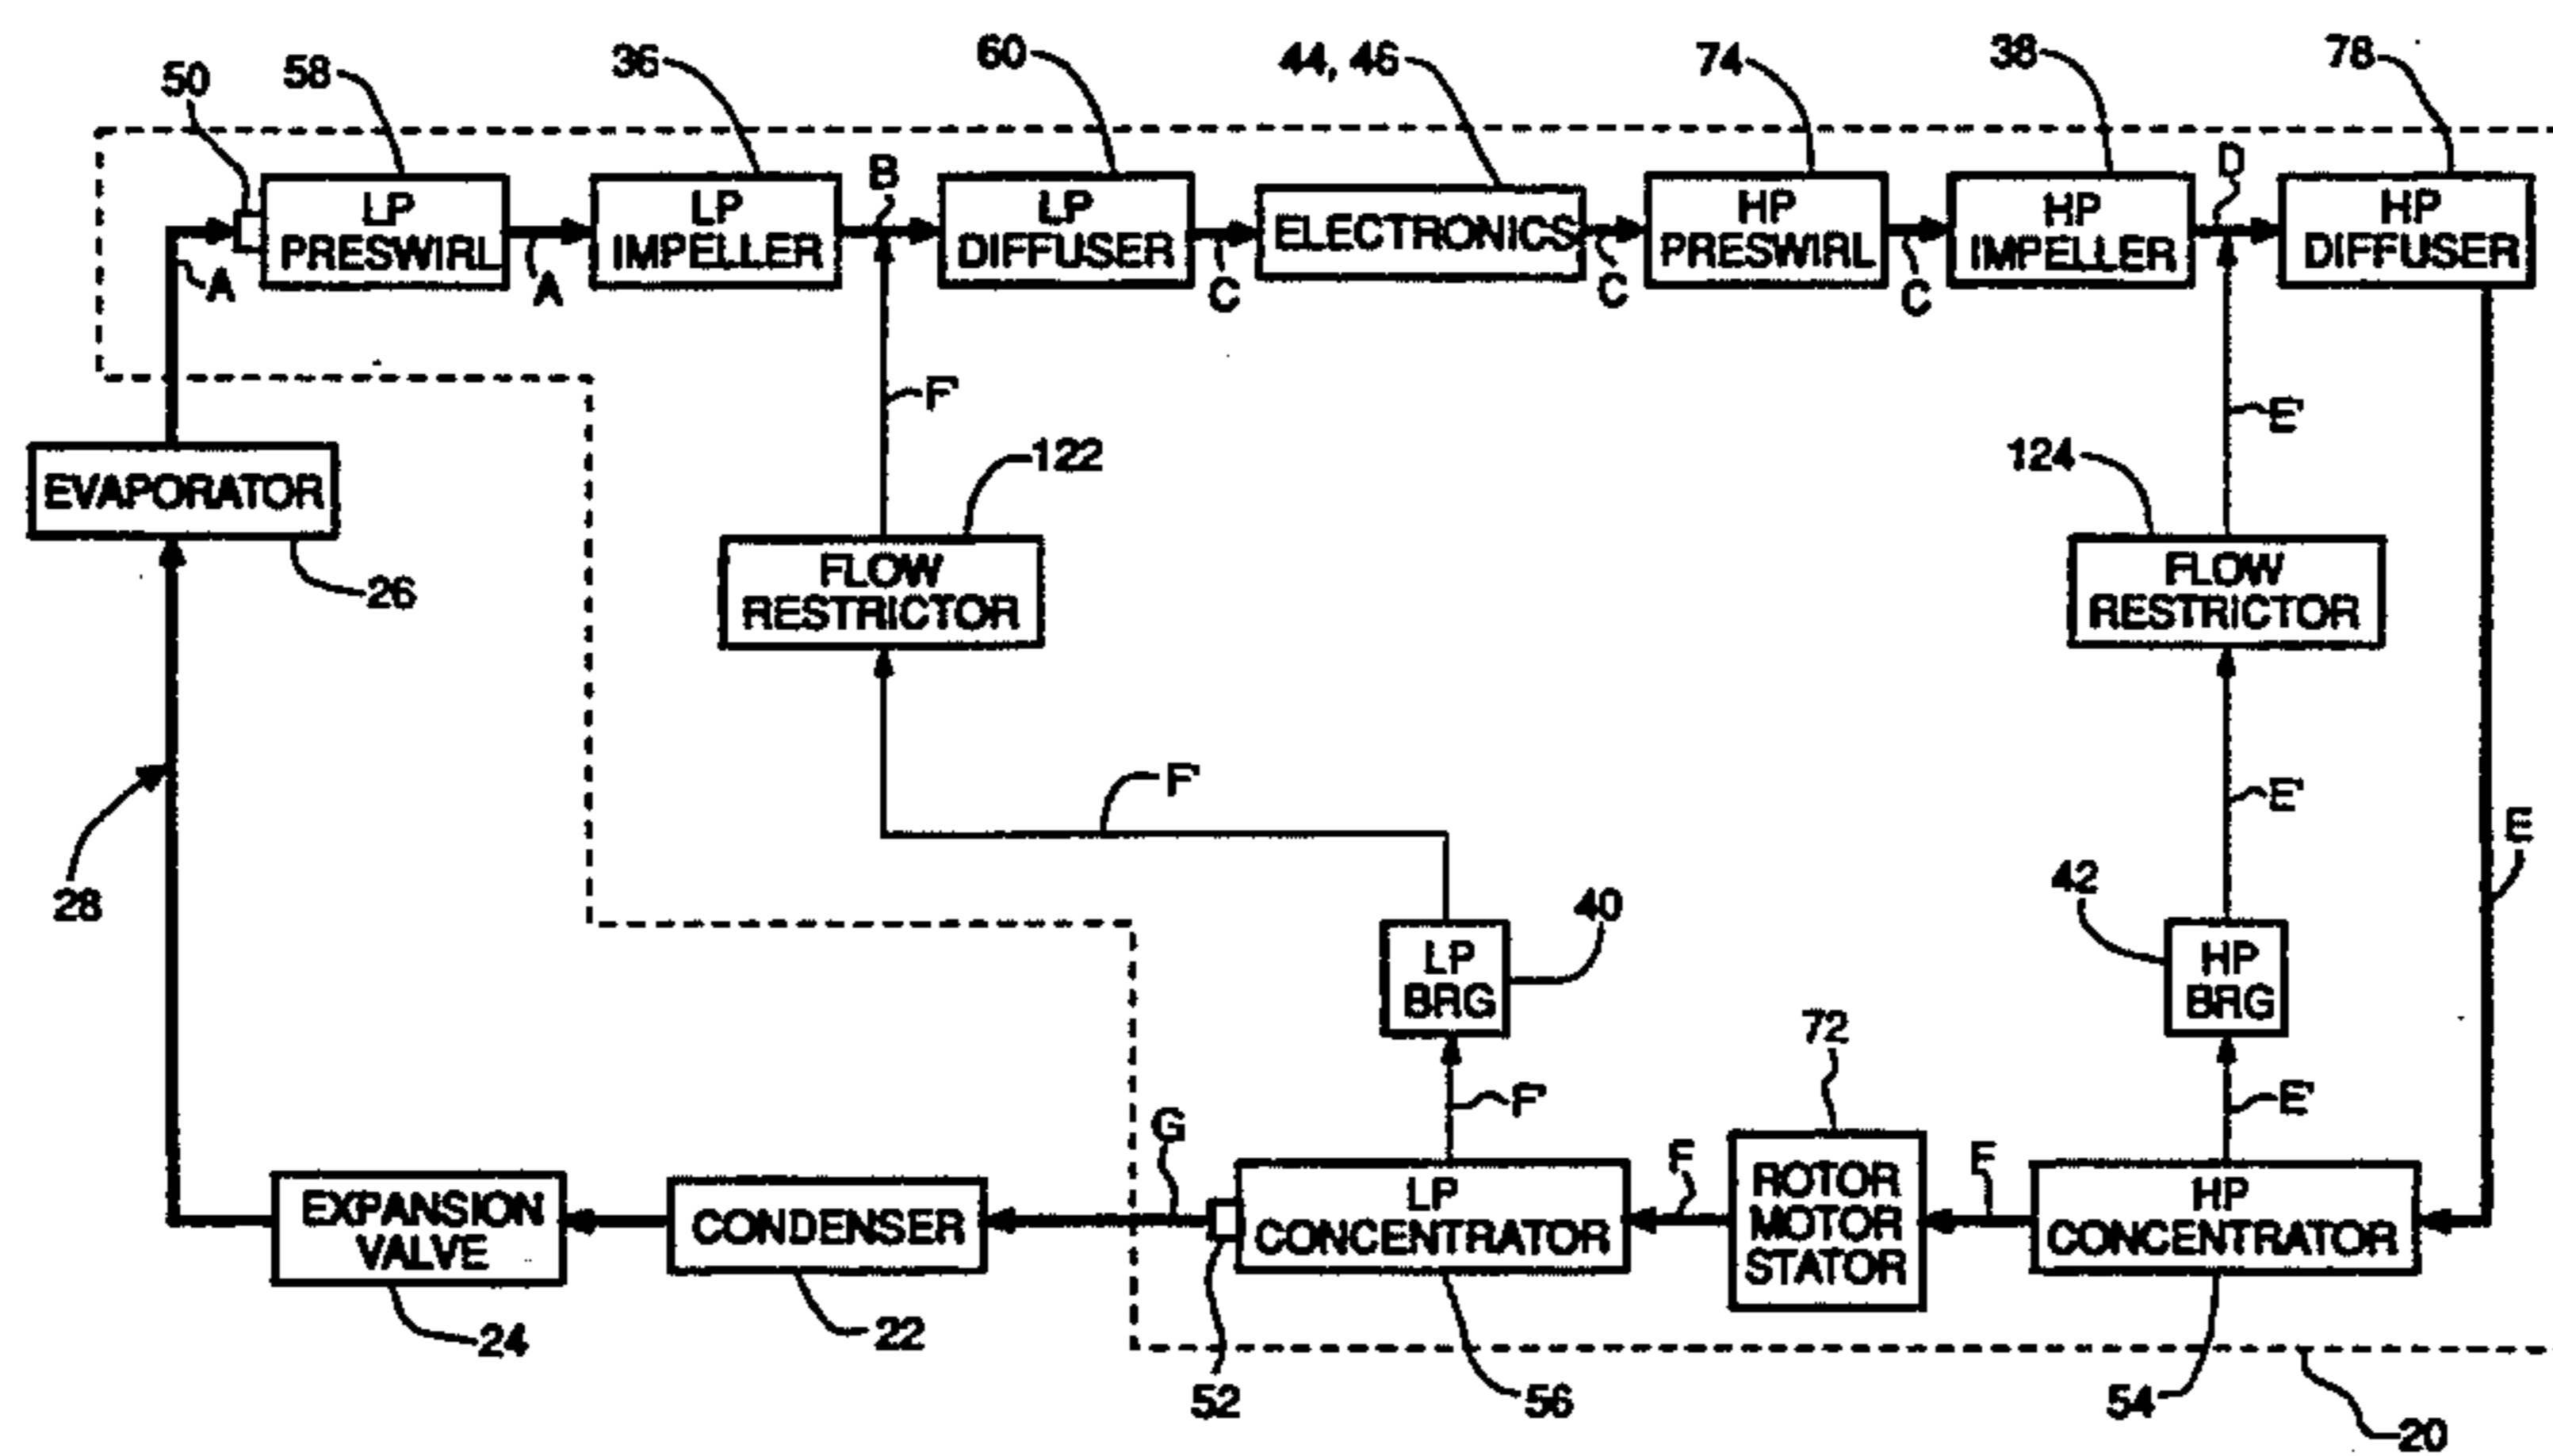 50
58
36
60
44, 46
74
38
78
LP
PRESWIRL
LP
IMPELLER
B
LP
DIFFUSER
ELECTRONICS
HP
PRESWIRL
HP
IMPELLER
D
HP
DIFFUSER
A
A
C
C
C
F'
E'
EVAPORATOR
26
122
FLOW
RESTRICTOR
124
FLOW
RESTRICTOR
28
F'
E'
E
40
LP
BRG
42
HP
BRG
F'
E'
72
G
EXPANSION
VALVE
CONDENSER
LP
CONCENTRATOR
F
ROTOR
MOTOR
STATOR
F
HP
CONCENTRATOR
24
22
52
56
54
20